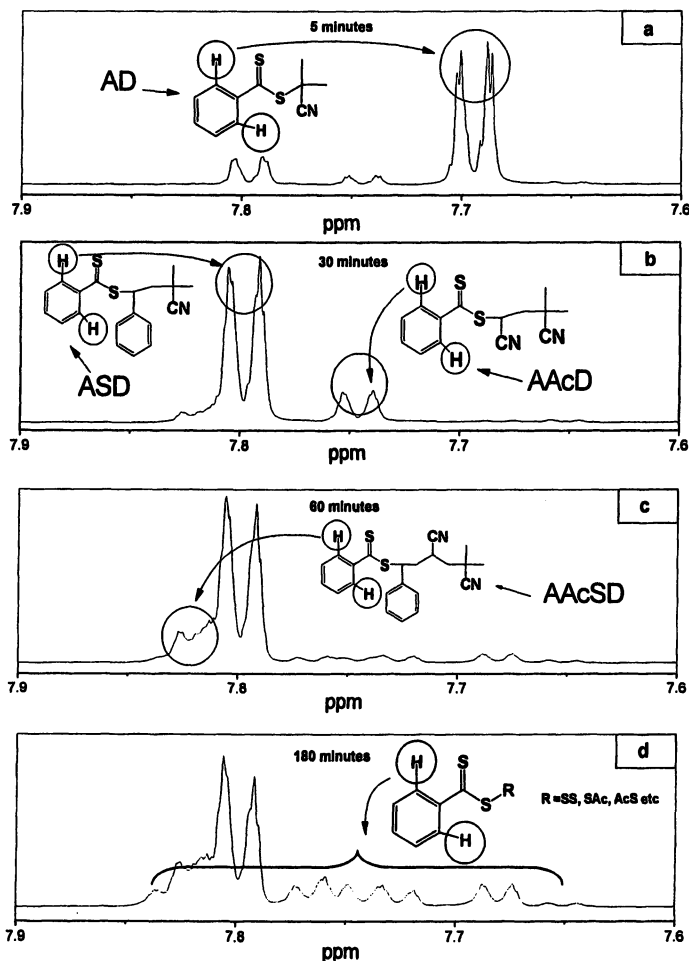 5 minutes
a
AD
H
S
S
CN
H
7.9
7.8
7.7
7.6
ppm
30 minutes
b
H
S
S
CN
H
ASD
H
S
S
CN
CN
H
AAcD
7.9
7.8
7.7
7.6
ppm
60 minutes
c
H
S
CN
S
CN
H
AAcSD
7.9
7.8
7.7
7.6
ppm
180 minutes
d
H
S
S
R
H
R =SS, SAc, AcS etc
7.9
7.8
7.7
7.6
ppm